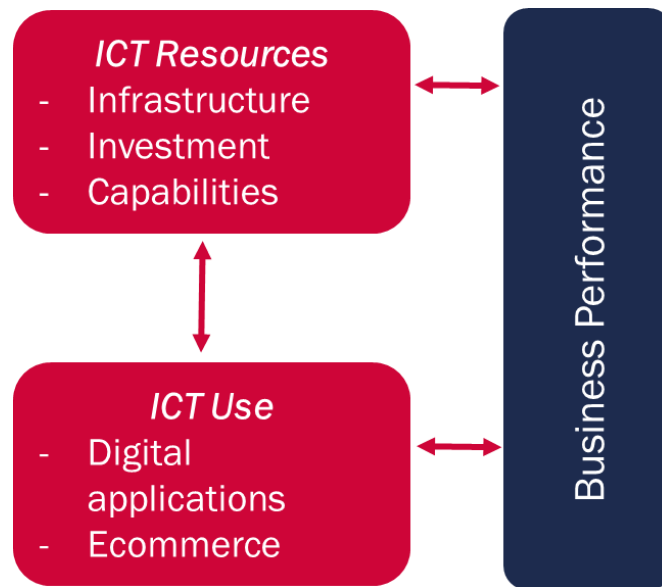 ICT Resources
- Infrastructure
- Investment
- Capabilities
ICT Use
- Digital
applications
- Ecommerce
Business Performance